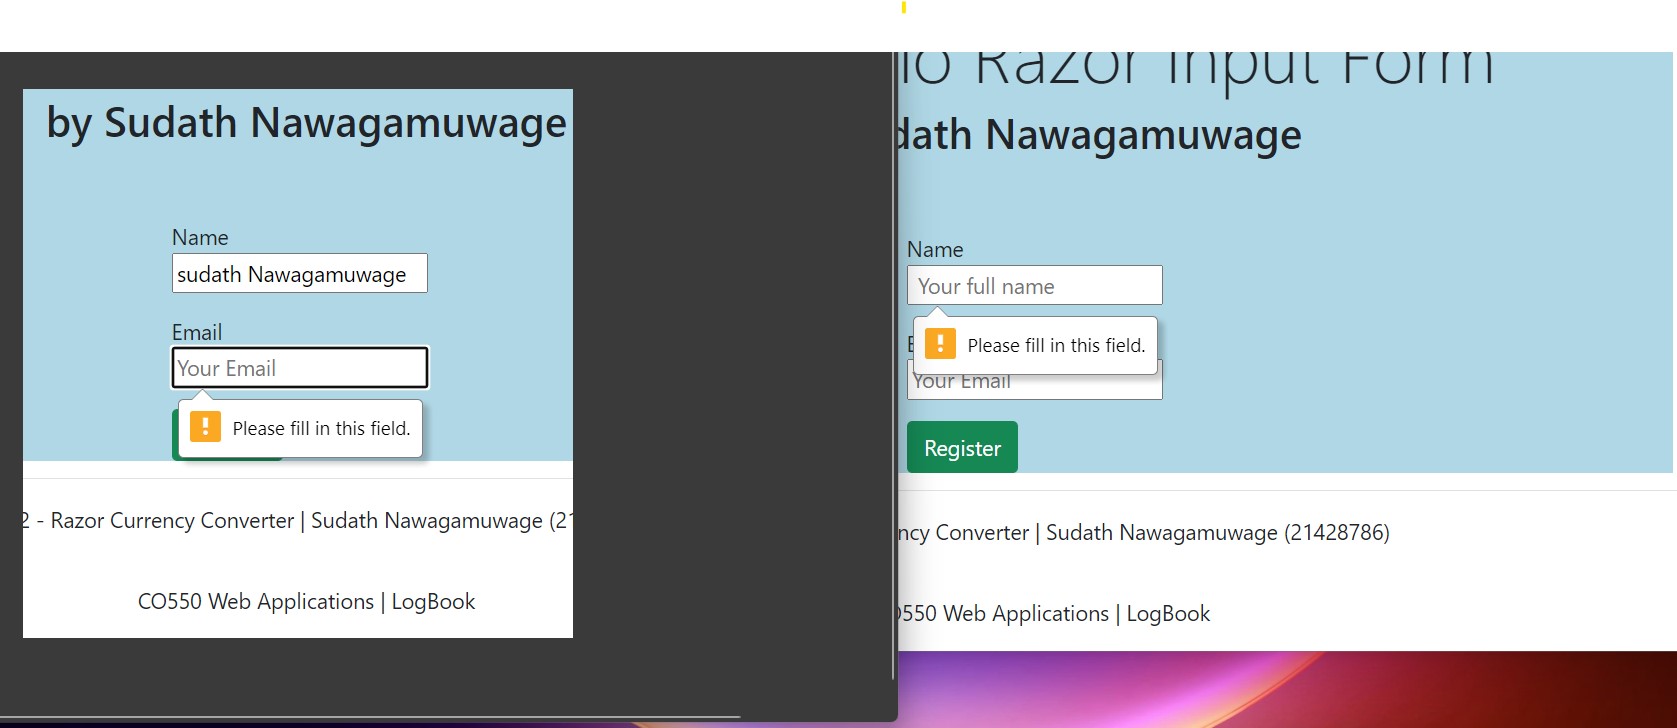 by Sudath Nawagamuwage
Name
sudath Nawagamuwage
Email
Your Email
! Please fill in this field.
2 - Razor Currency Converter | Sudath Nawagamuwage (21
CO550 Web Applications | LogBook
lo Razor Input Form
dath Nawagamuwage
Name
Your full name
! Please fill in this field.
E
Your Email
Register
ncy Converter | Sudath Nawagamuwage (21428786)
O550 Web Applications | LogBook